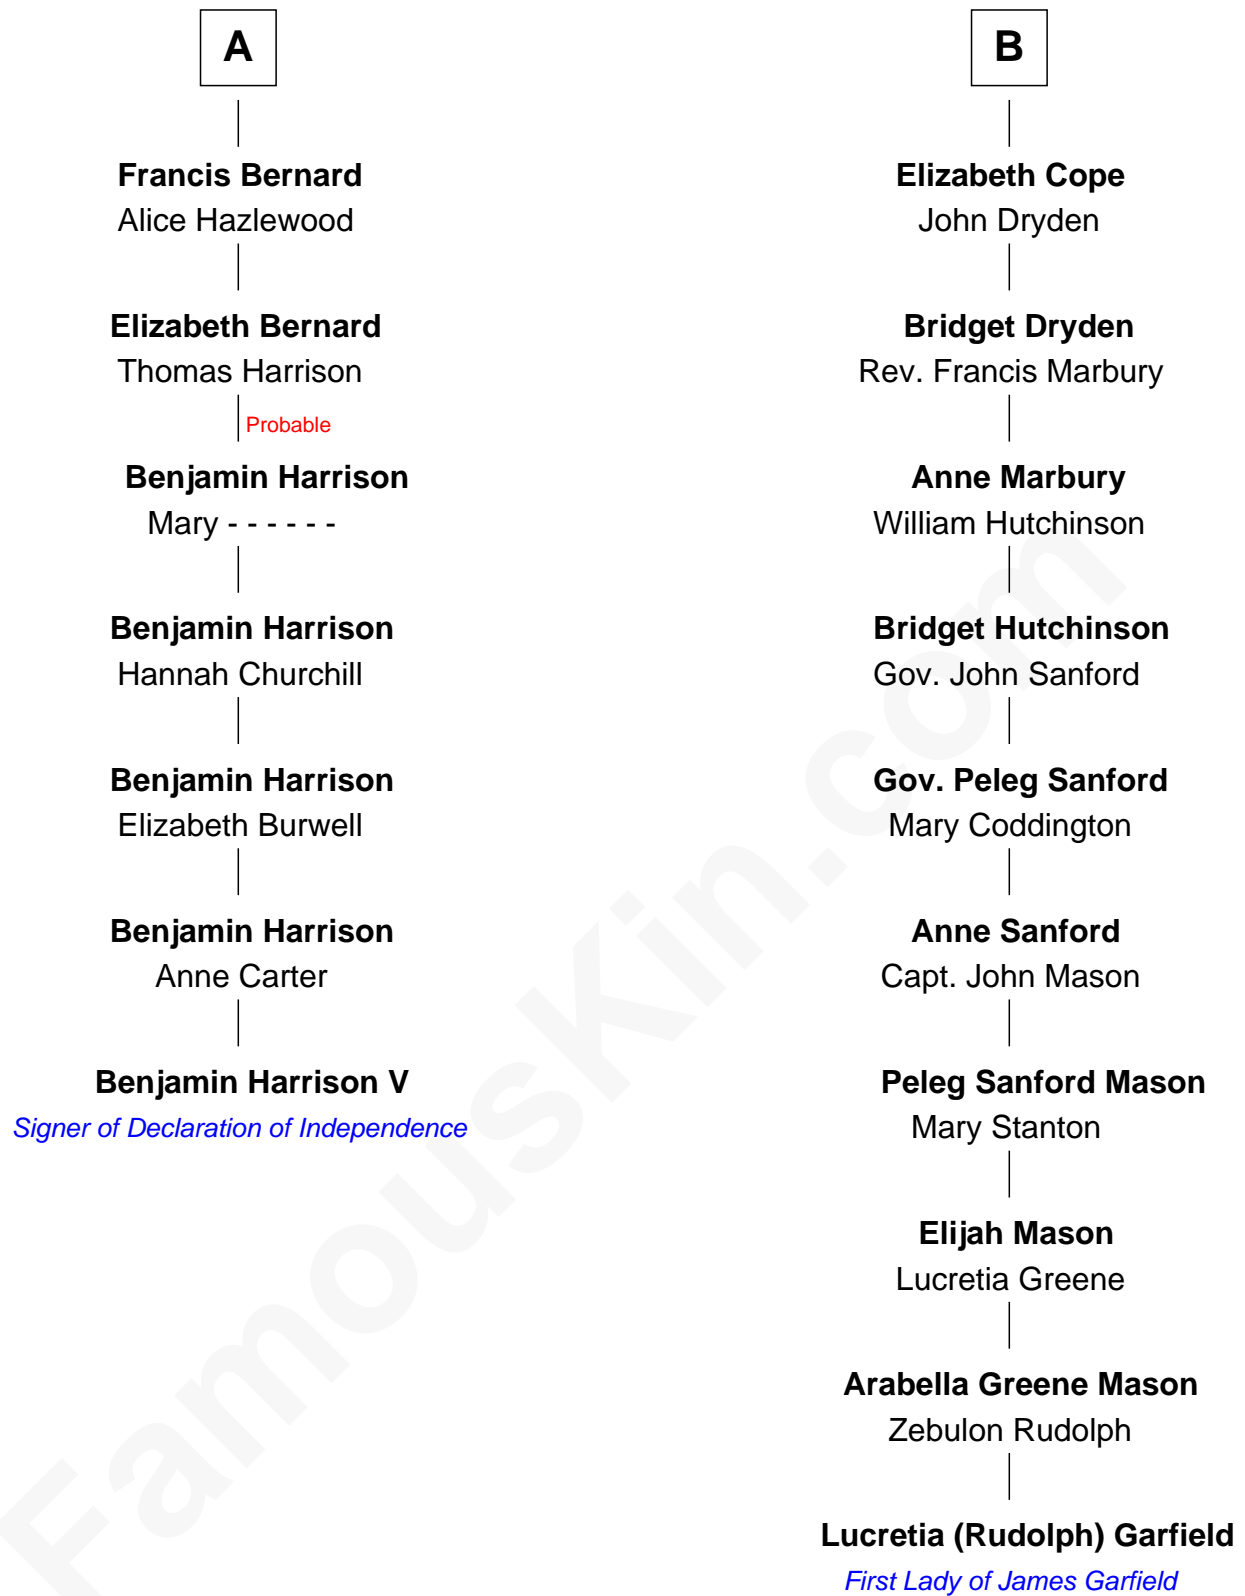 A
Francis Bernard
Alice Hazlewood
Elizabeth Bernard
Thomas Harrison
Probable
Benjamin Harrison
Mary - - - - - -
Benjamin Harrison
Hannah Churchill
Benjamin Harrison
Elizabeth Burwell
Benjamin Harrison
Anne Carter
Benjamin Harrison V
Signer of Declaration of Independence
B
Elizabeth Cope
John Dryden
Bridget Dryden
Rev. Francis Marbury
Anne Marbury
William Hutchinson
Bridget Hutchinson
Gov. John Sanford
Gov. Peleg Sanford
Mary Coddington
Anne Sanford
Capt. John Mason
Peleg Sanford Mason
Mary Stanton
Elijah Mason
Lucretia Greene
Arabella Greene Mason
Zebulon Rudolph
Lucretia (Rudolph) Garfield
First Lady of James Garfield
FamousKin.com